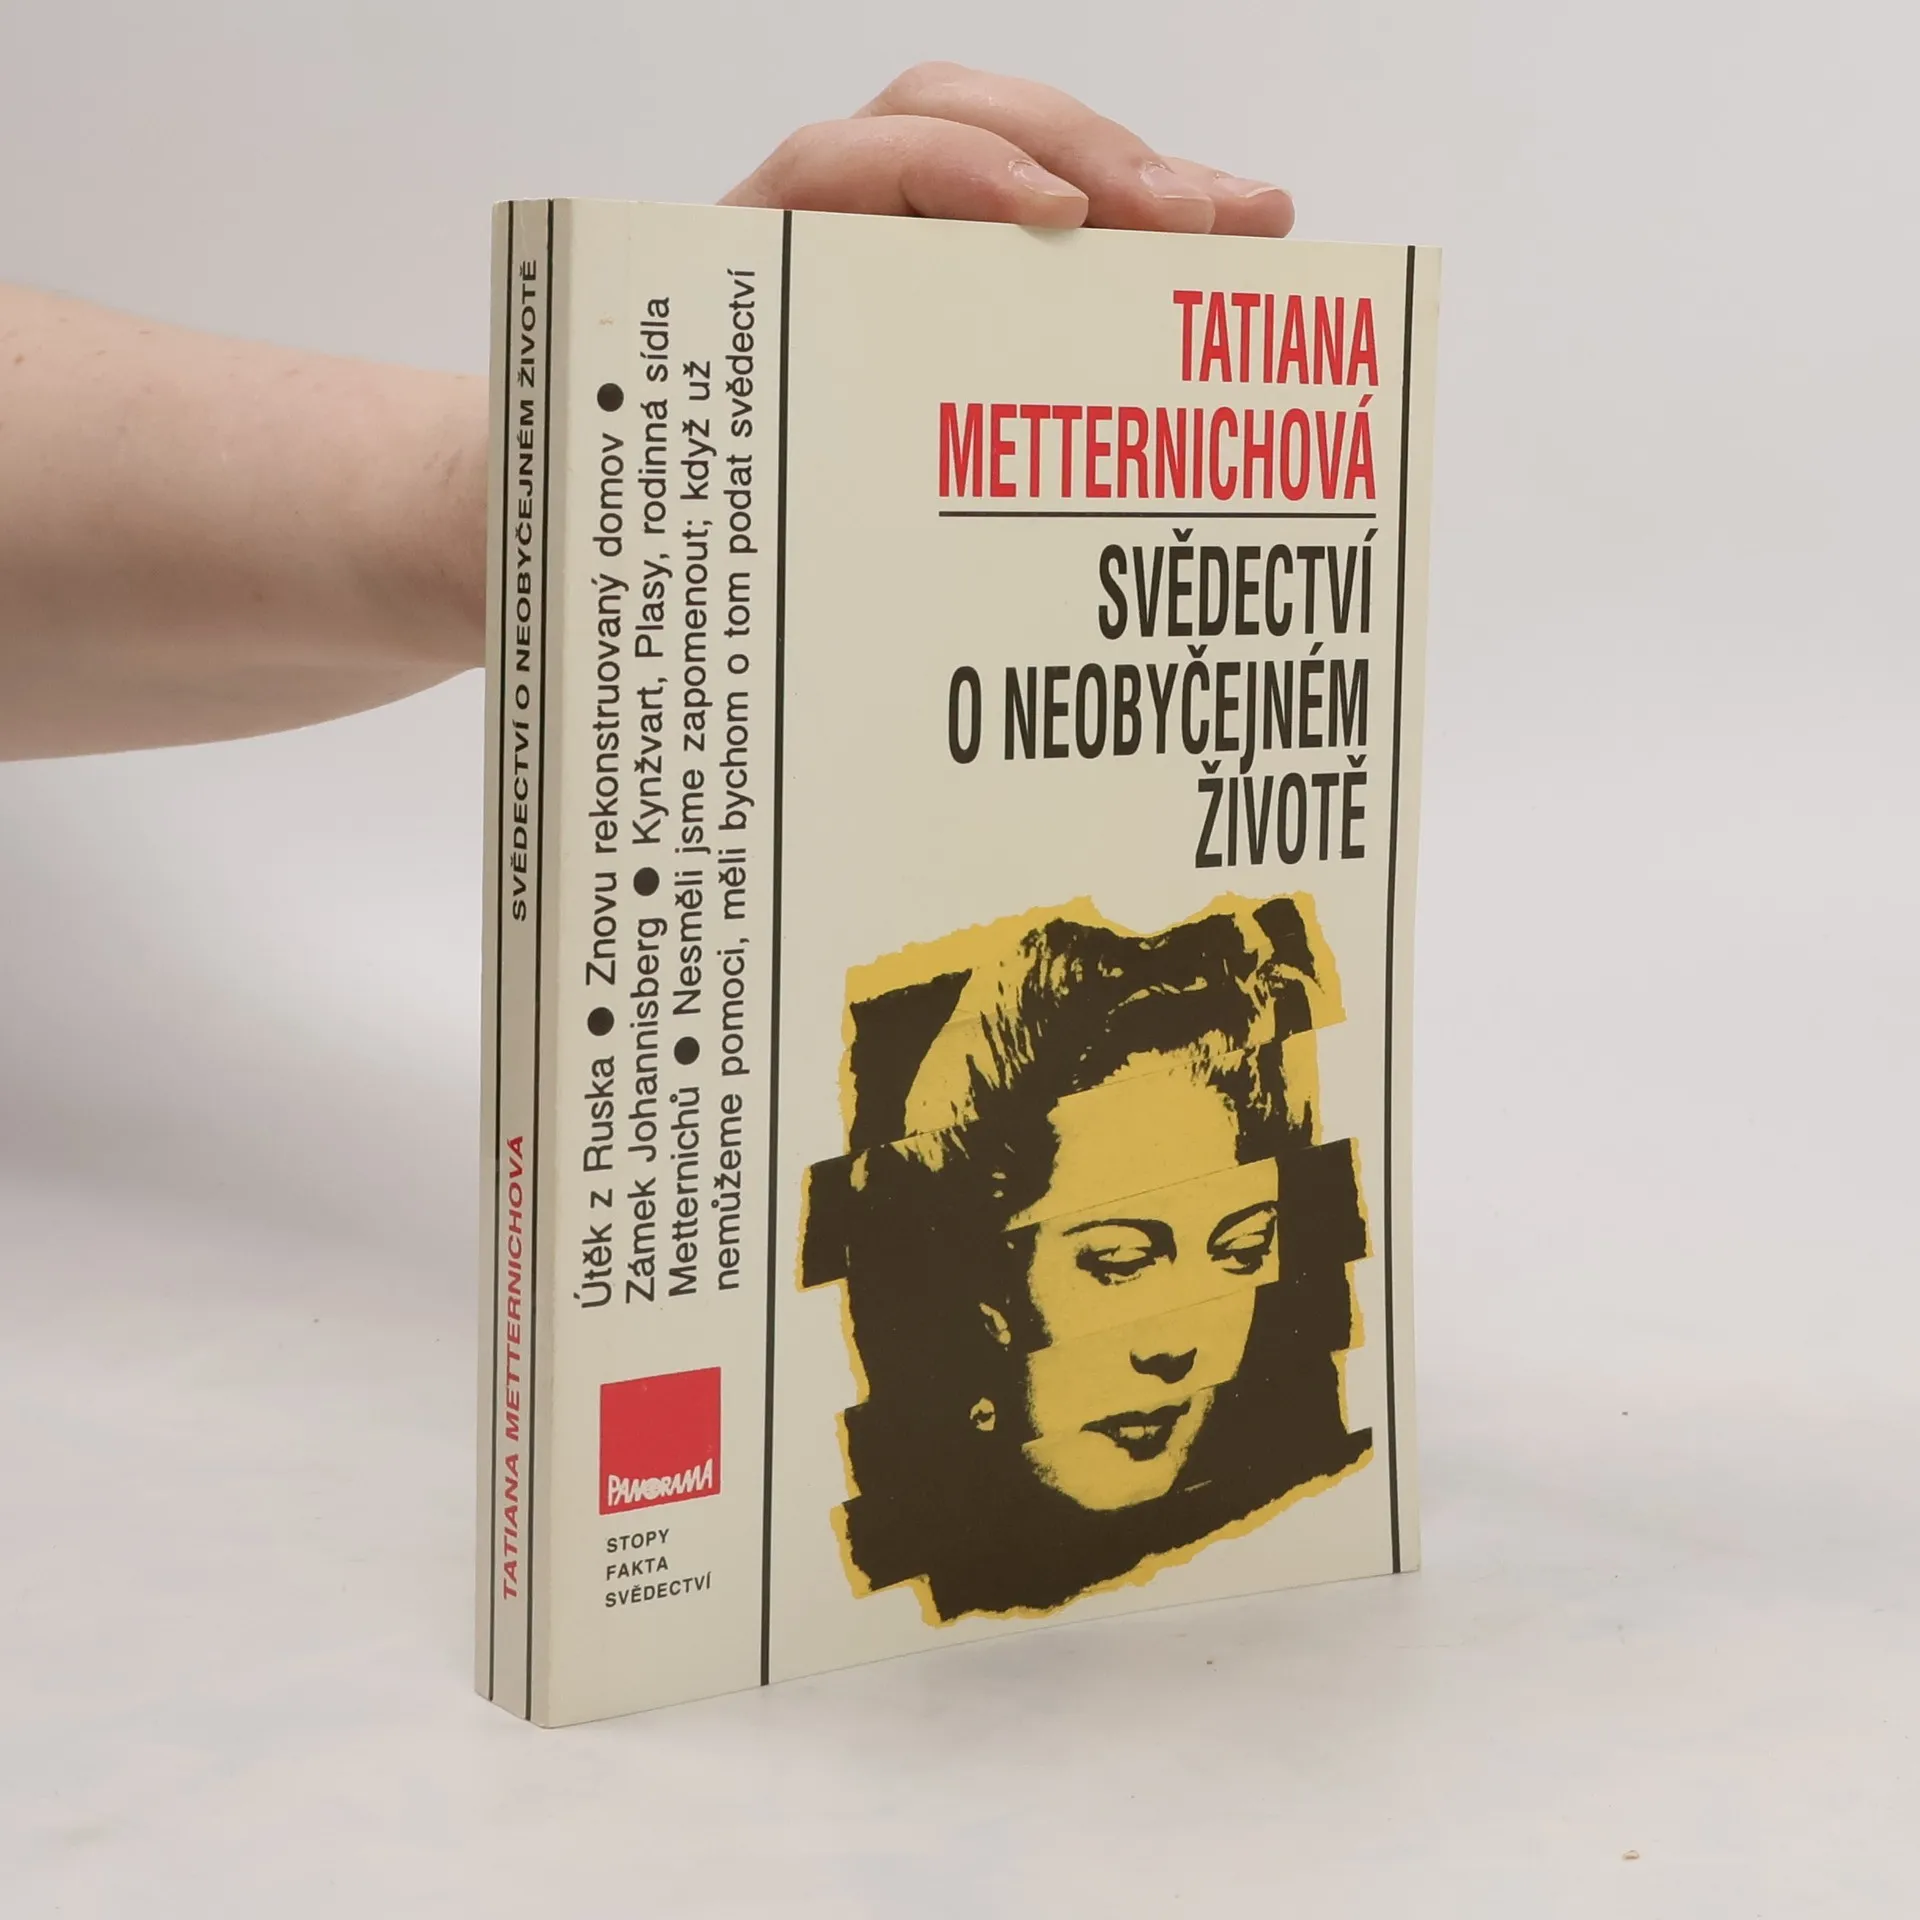 SVĚDECTVÍ O NEOBYČEJNÉM ŽIVOTĚ
TATIANA METTERNICHOVÁ
Útěk z Ruska ● Znovu rekonstruovaný domov ●
Zámek Johannisberg ● Kynžvart, Plasy, rodinná sídla
Metternichů ● Nesměli jsme zapomenout; když už
nemůžeme pomoci, měli bychom o tom podat svědectví
PANORAMA
STOPY
FAKTA
SVĚDECTVÍ
TATIANA
METTERNICHOVÁ
SVĚDECTVÍ
O NEOBYČEJNÉM
ŽIVOTĚ